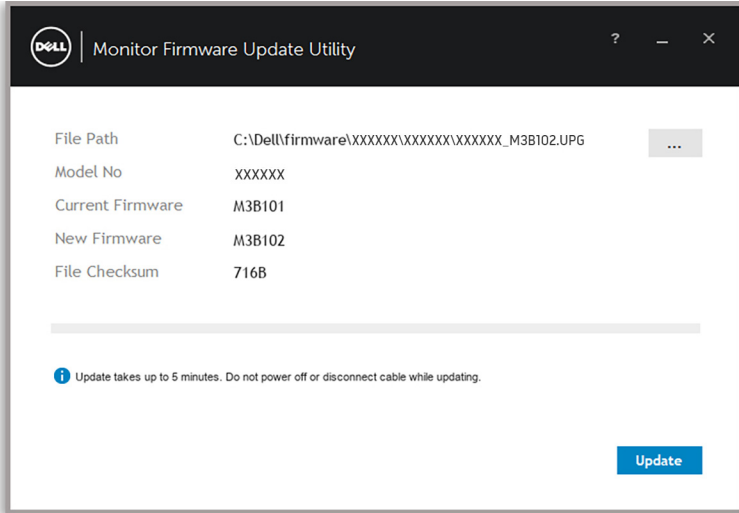 DELL Monitor Firmware Update Utility ? _ ×
File Path C:\Dell\firmware\XXXXXX\XXXXXX\XXXXXX_M3B102.UPG ...
Model No XXXXXX
Current Firmware M3B101
New Firmware M3B102
File Checksum 716B
i Update takes up to 5 minutes. Do not power off or disconnect cable while updating.
Update